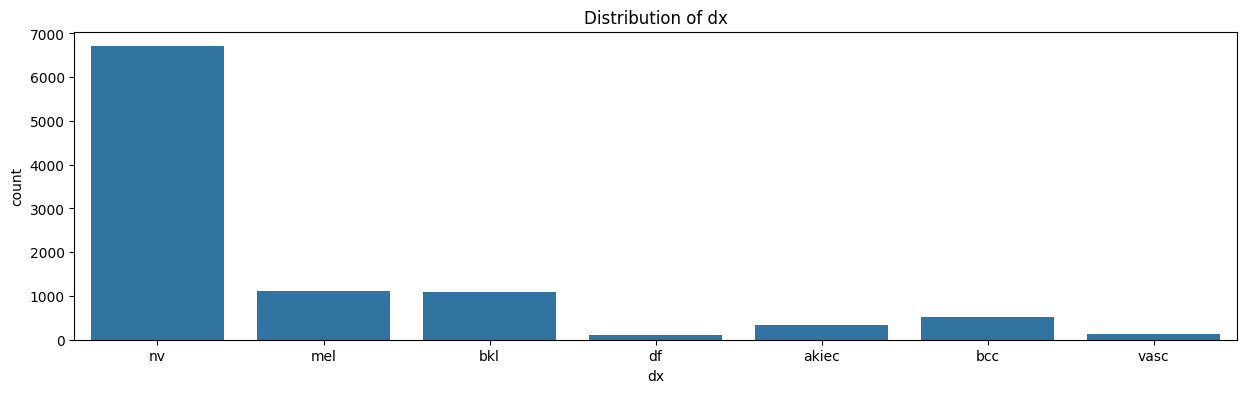 Distribution of dx
7000
6000
5000
4000
3000
2000
1000
0
count
nv mel bkl df akiec bcc vasc
dx